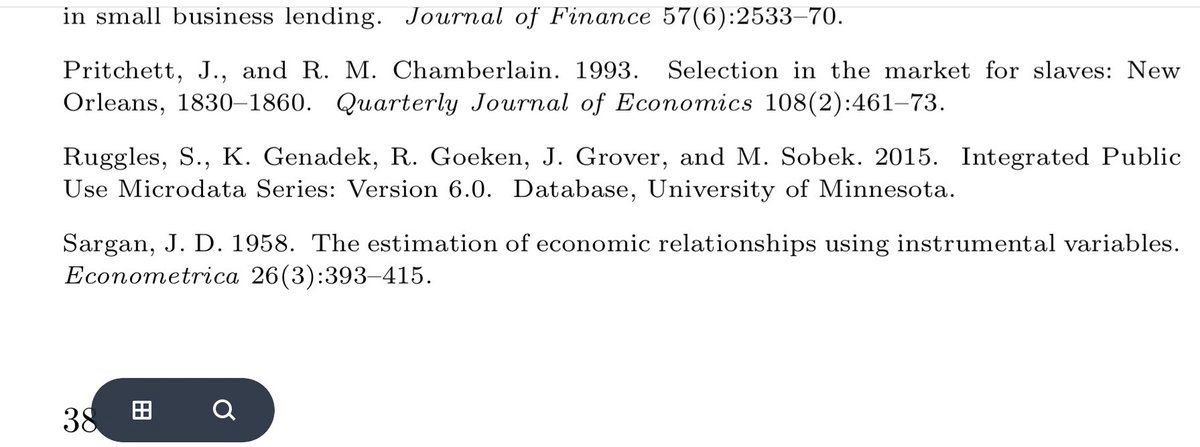 in small business lending. Journal of Finance 57(6):2533–70.
Pritchett, J., and R. M. Chamberlain. 1993. Selection in the market for slaves: New
Orleans, 1830–1860. Quarterly Journal of Economics 108(2):461–73.
Ruggles, S., K. Genadek, R. Goeken, J. Grover, and M. Sobek. 2015. Integrated Public
Use Microdata Series: Version 6.0. Database, University of Minnesota.
Sargan, J. D. 1958. The estimation of economic relationships using instrumental variables.
Econometrica 26(3):393–415.
38